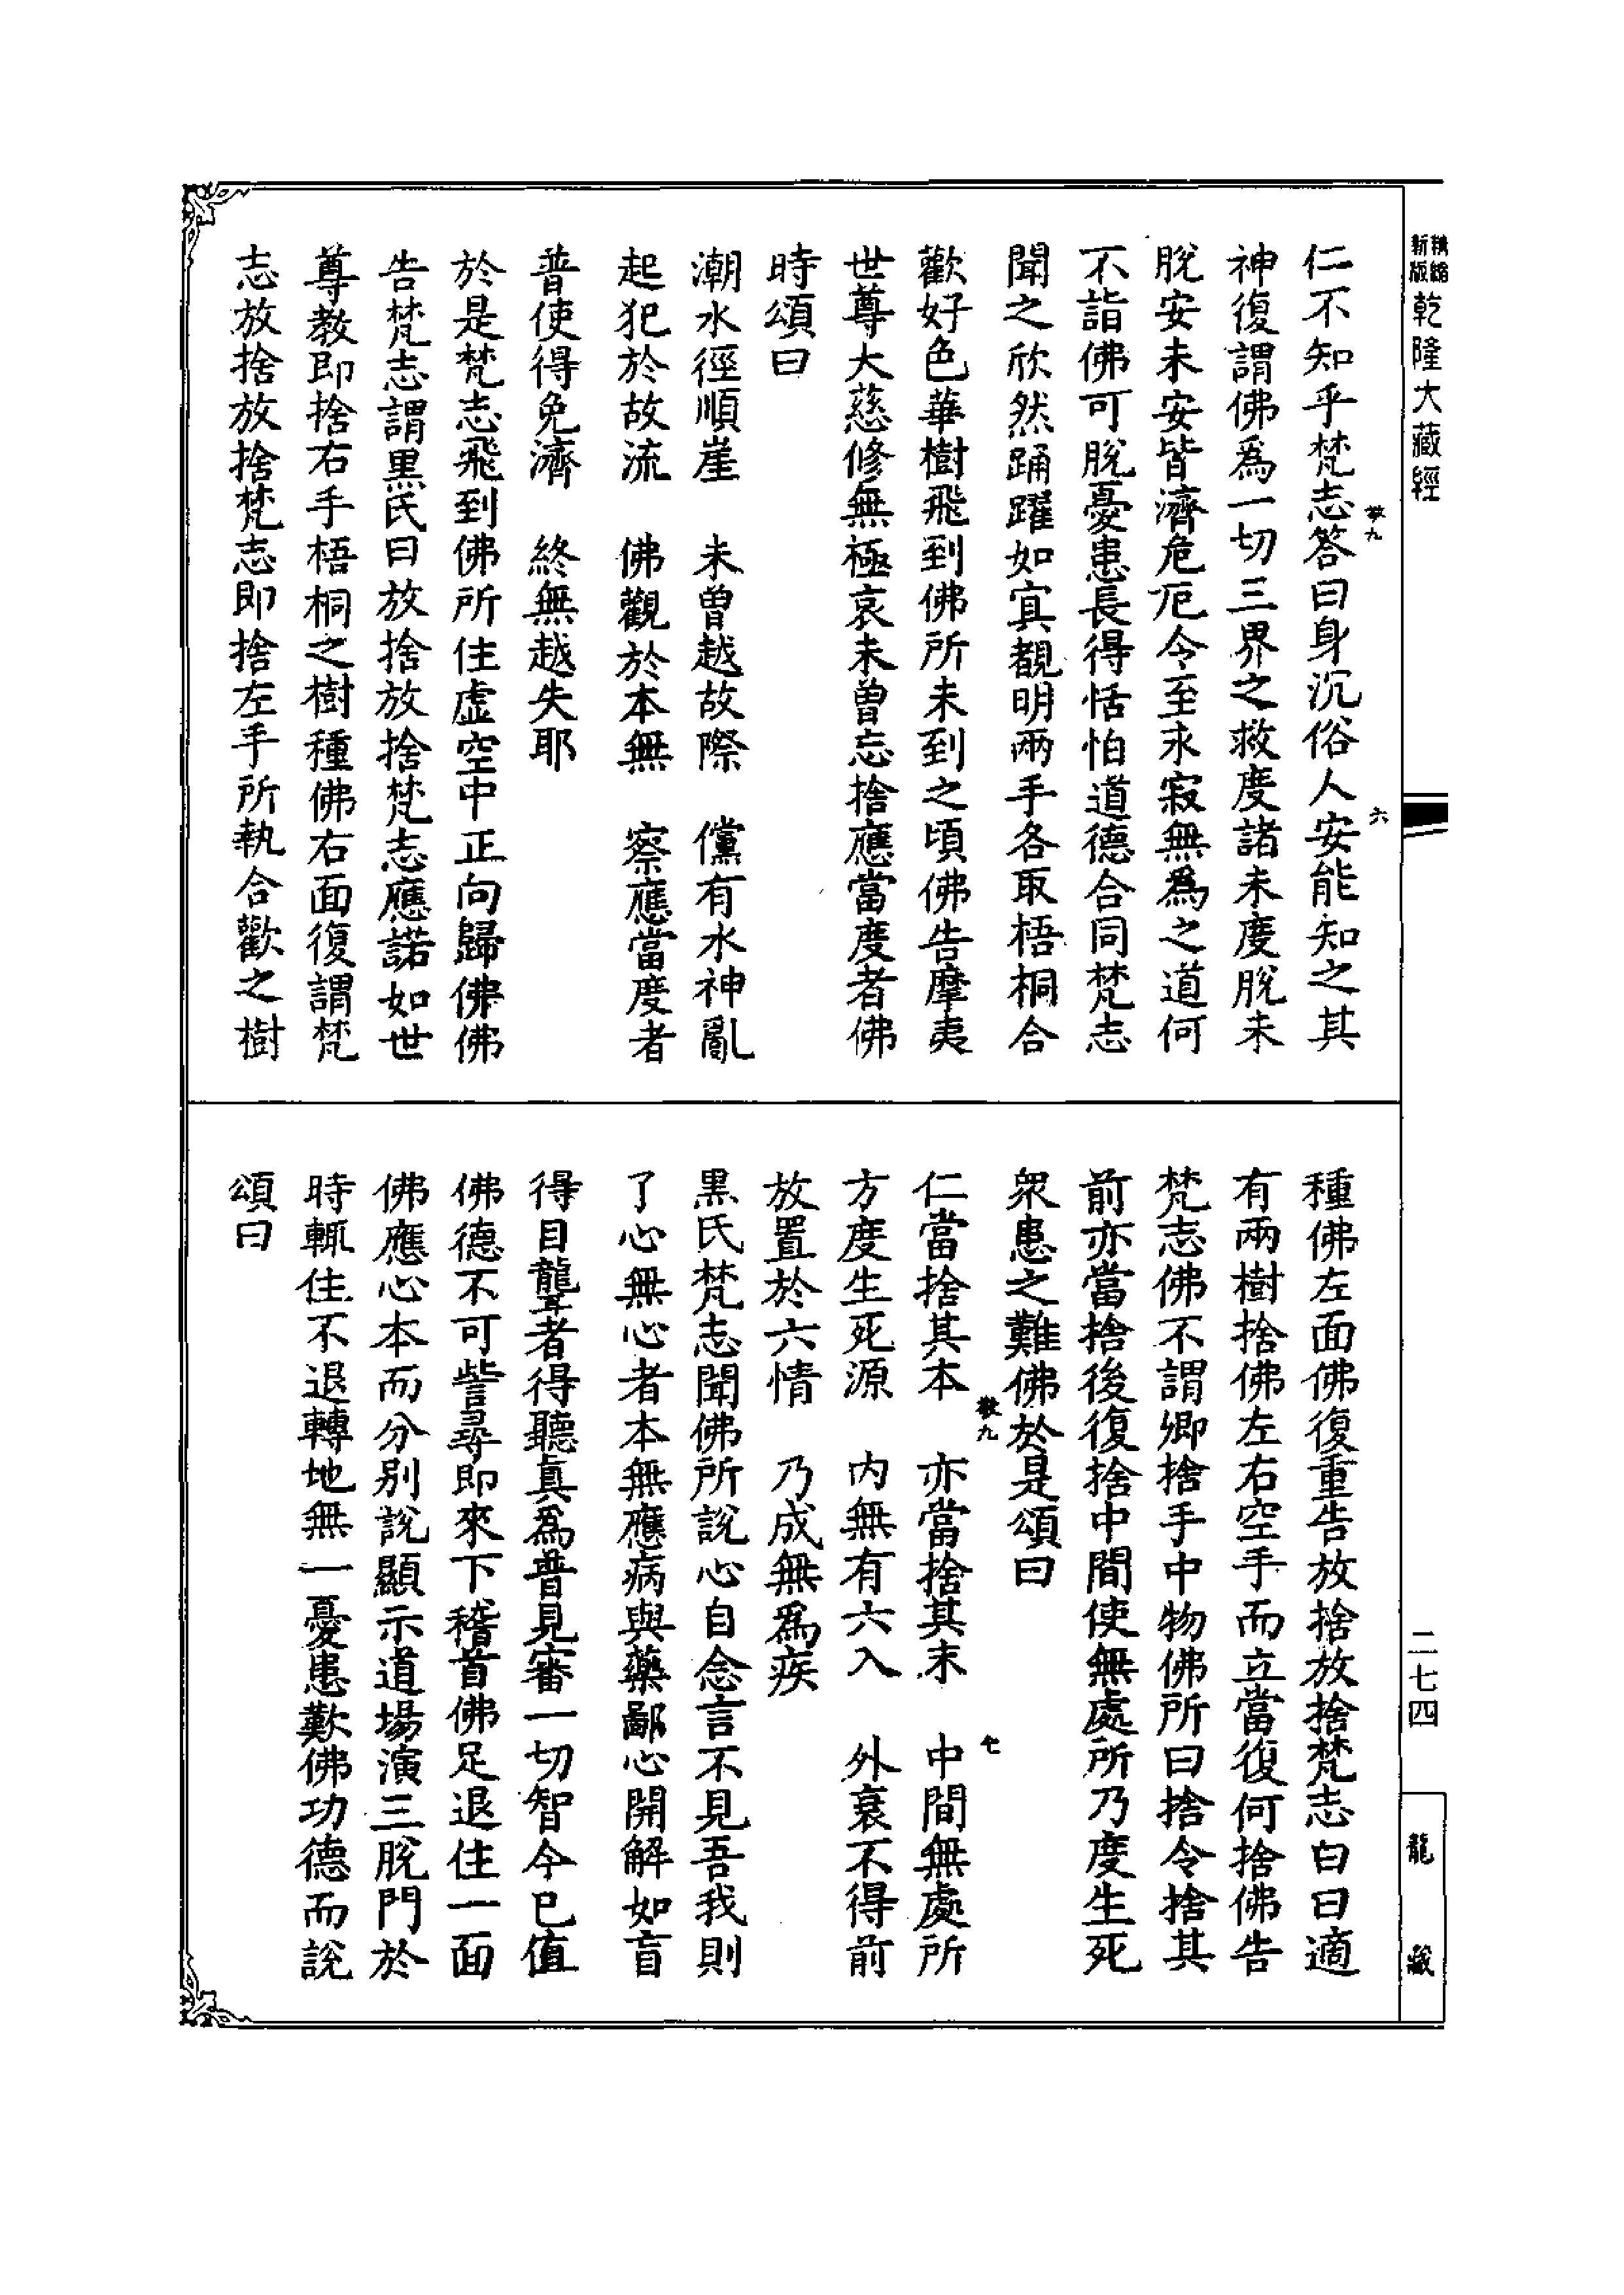 新版精縮乾隆大藏經
二七四
龍藏
敬九
六
仁不知乎梵志答曰身沉俗人安能知之其
神復謂佛為一切三界之救度諸未度脫未
脫安未安皆濟危厄令至永寂無為之道何
不詣佛可脫憂患長得恬怕道德合同梵志
聞之欣然踊躍如冥覩明兩手各取梧桐合
歡好色華樹飛到佛所未到之頃佛告摩夷
世尊大慈修無極哀未曾忘捨應當度者佛
時頌曰
潮水徑順崖　未曾越故際　儻有水神亂
起犯於故流　佛觀於本無　察應當度者
普使得免濟　終無越失耶
於是梵志飛到佛所住虛空中正向歸佛佛
告梵志謂黑氏曰放捨放捨梵志應諾如世
尊教即捨右手梧桐之樹種佛右面復謂梵
志放捨放捨梵志即捨左手所執合歡之樹
種佛左面佛復重告放捨放捨梵志白曰適
有兩樹捨佛左右空手而立當復何捨佛告
梵志佛不謂卿捨手中物佛所曰捨令捨其
前亦當捨後復捨中間使無處所乃度生死
衆患之難佛於是頌曰
敬九
七
仁當捨其本　亦當捨其末　中間無處所
方度生死源　內無有六入　外衰不得前
放置於六情　乃成無為疾
黑氏梵志聞佛所說心自念言不見吾我則
了心無心者本無應病與藥鄙心開解如盲
得目聾者得聽真為普見審一切智今已值
佛德不可訾尋即來下稽首佛足退住一面
佛應心本而分別說顯示道場演三脫門於
時輒住不退轉地無一憂患歎佛功德而說
頌曰